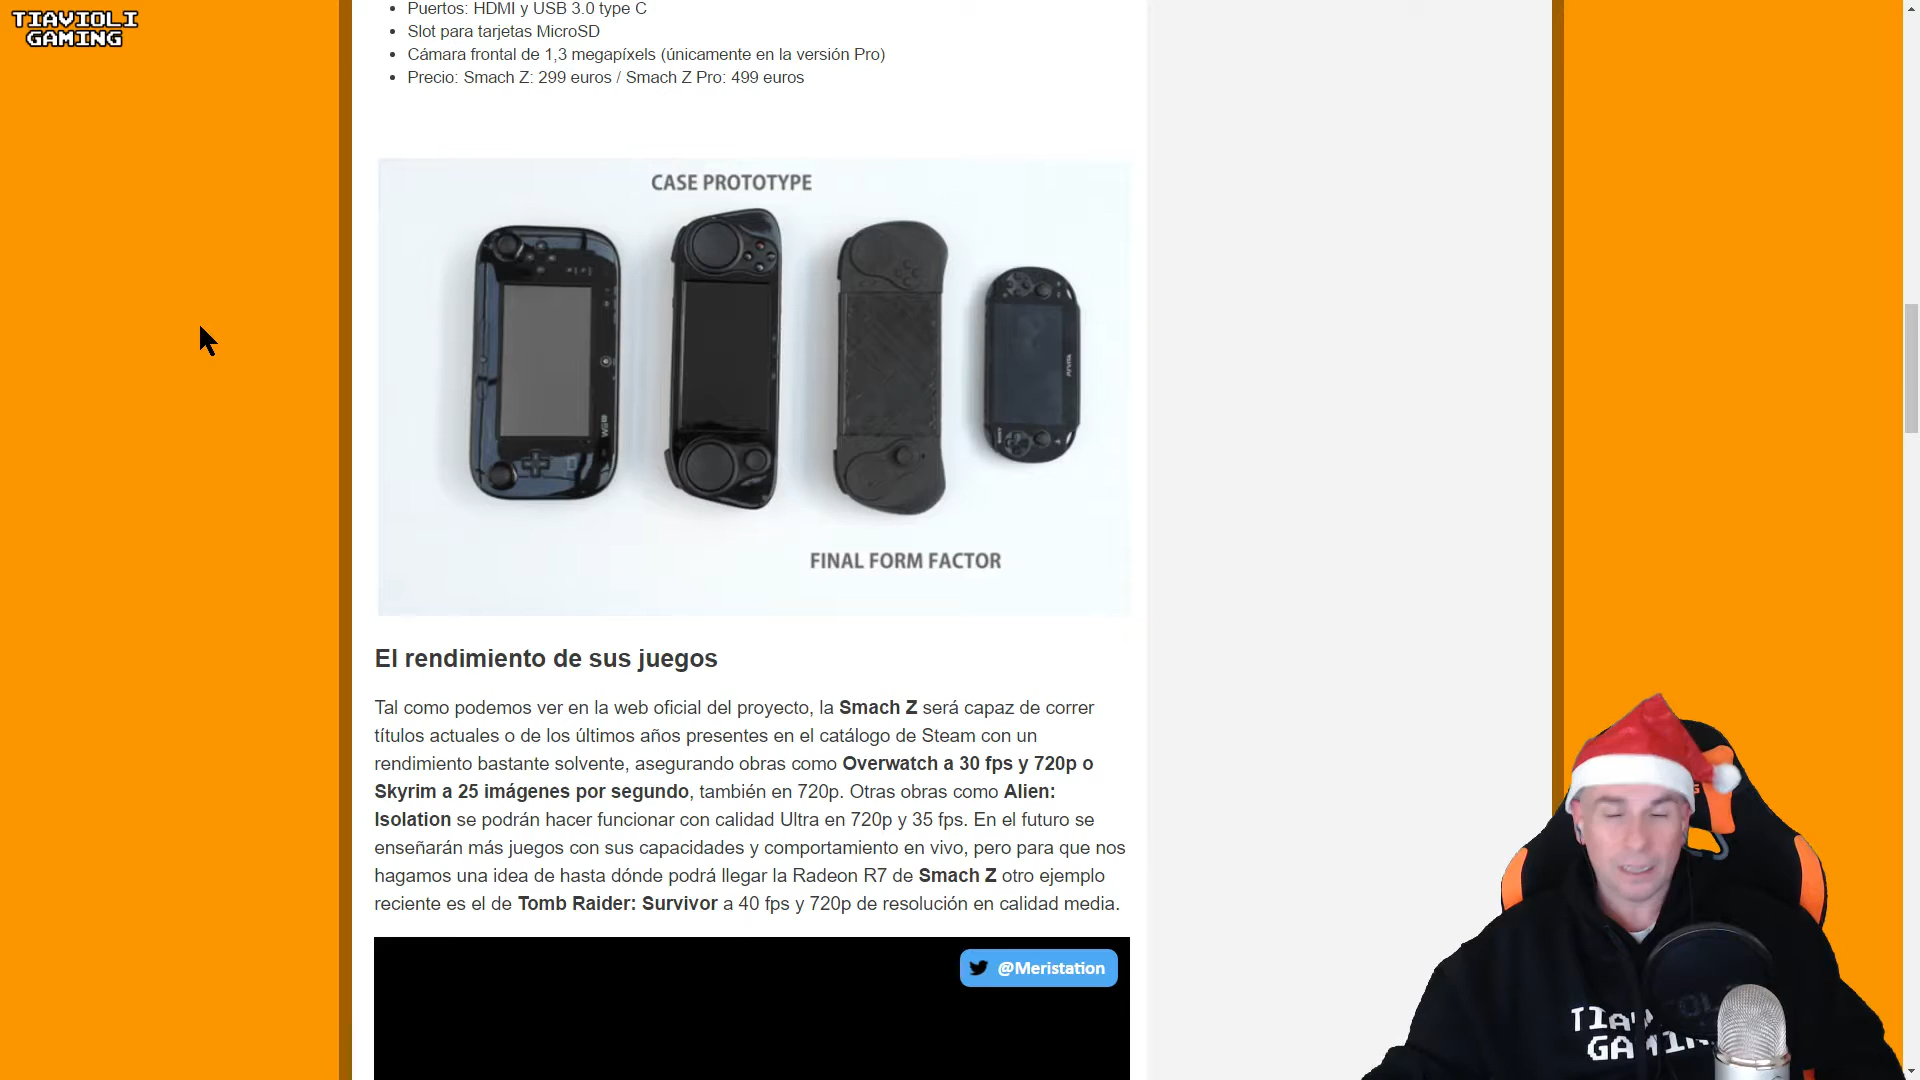 TIAVIOLI
GAMING
Puertos: HDMI y USB 3.0 type C
Slot para tarjetas MicroSD
Cámara frontal de 1,3 megapíxels (únicamente en la versión Pro)
Precio: Smach Z: 299 euros / Smach Z Pro: 499 euros
CASE PROTOTYPE
Wii U
PSVITA
SONY
FINAL FORM FACTOR
El rendimiento de sus juegos
Tal como podemos ver en la web oficial del proyecto, la Smach Z será capaz de correr
títulos actuales o de los últimos años presentes en el catálogo de Steam con un
rendimiento bastante solvente, asegurando obras como Overwatch a 30 fps y 720p o
Skyrim a 25 imágenes por segundo, también en 720p. Otras obras como Alien:
Isolation se podrán hacer funcionar con calidad Ultra en 720p y 35 fps. En el futuro se
enseñarán más juegos con sus capacidades y comportamiento en vivo, pero para que nos
hagamos una idea de hasta dónde podrá llegar la Radeon R7 de Smach Z otro ejemplo
reciente es el de Tomb Raider: Survivor a 40 fps y 720p de resolución en calidad media.
@Meristation